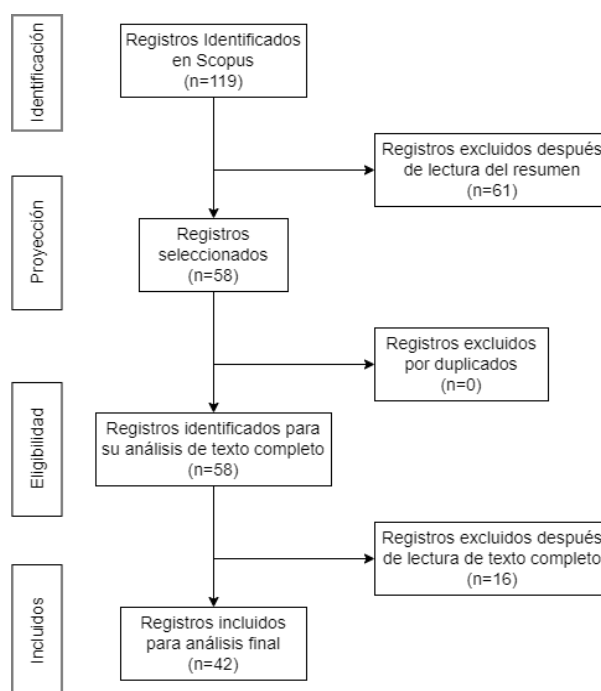 Identificación
Registros Identificados
en Scopus
(n=119)
Registros excluidos después
de lectura del resumen
(n=61)
Proyección
Registros
seleccionados
(n=58)
Registros excluidos
por duplicados
(n=0)
Eligibilidad
Registros identificados para
su análisis de texto completo
(n=58)
Registros excluidos después
de lectura de texto completo
(n=16)
Incluidos
Registros incluidos
para análisis final
(n=42)